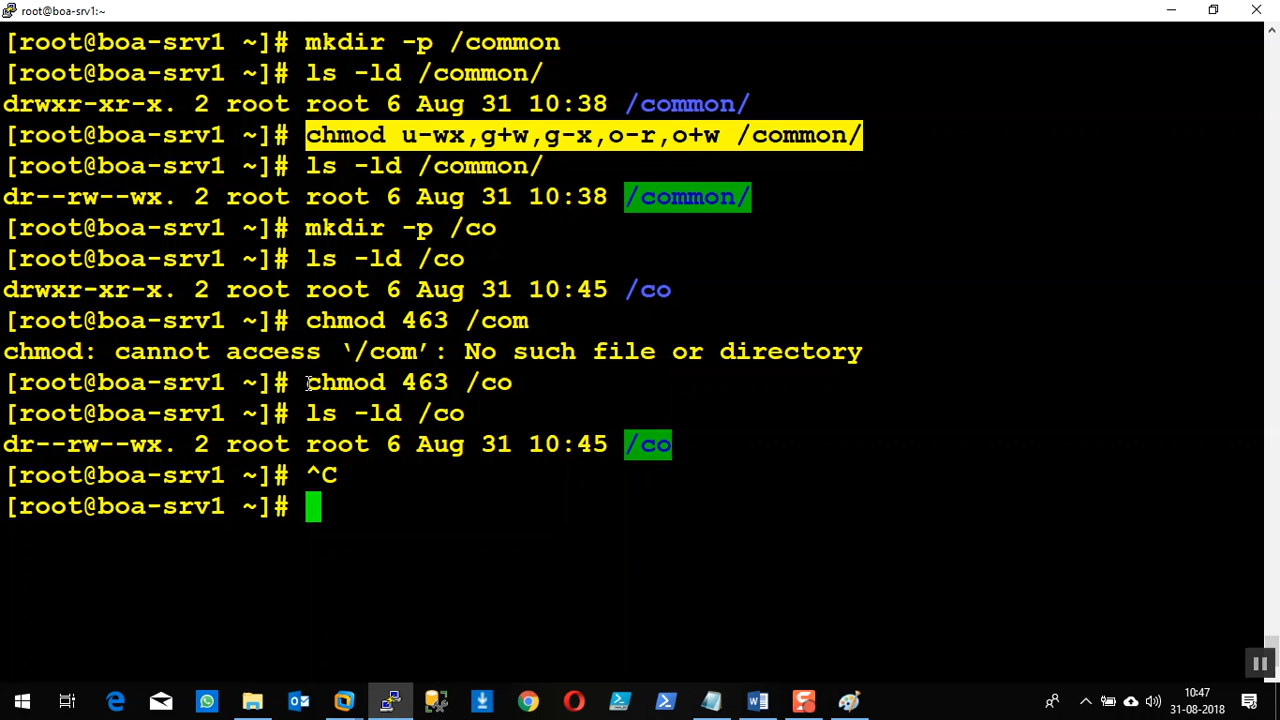 root@boa-srv1:~
[root@boa-srv1 ~]# mkdir -p /common
[root@boa-srv1 ~]# ls -ld /common/
drwxr-xr-x. 2 root root 6 Aug 31 10:38 /common/
[root@boa-srv1 ~]# chmod u-wx,g+w,g-x,o-r,o+w /common/
[root@boa-srv1 ~]# ls -ld /common/
dr--rw--wx. 2 root root 6 Aug 31 10:38 /common/
[root@boa-srv1 ~]# mkdir -p /co
[root@boa-srv1 ~]# ls -ld /co
drwxr-xr-x. 2 root root 6 Aug 31 10:45 /co
[root@boa-srv1 ~]# chmod 463 /com
chmod: cannot access ‘/com’: No such file or directory
[root@boa-srv1 ~]# chmod 463 /co
[root@boa-srv1 ~]# ls -ld /co
dr--rw--wx. 2 root root 6 Aug 31 10:45 /co
[root@boa-srv1 ~]# ^C
[root@boa-srv1 ~]#
10:47
31-08-2018